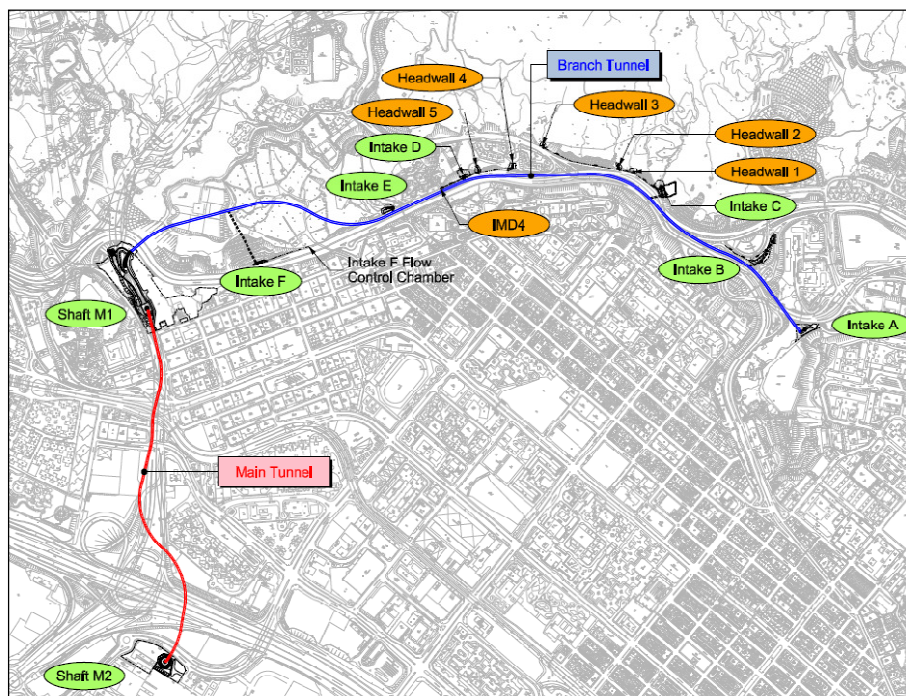 Branch Tunnel
Headwall 4
Headwall 3
Headwall 5
Headwall 2
Intake D
Headwall 1
Intake E
Intake C
IMD4
Intake F Flow
Control Chamber
Intake B
Intake F
Shaft M1
Intake A
Main Tunnel
Shaft M2